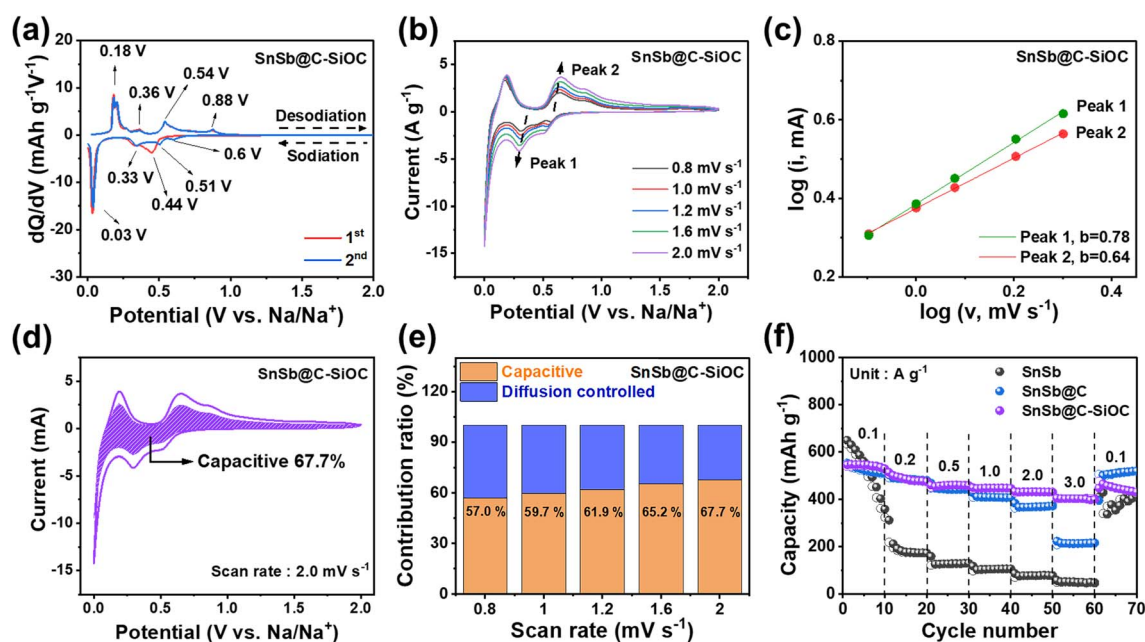 (a)
SnSb@C-SiOC
20
10
0
-10
-20
-30
0.0
0.5
1.0
1.5
2.0
dQ/dV (mAh g⁻¹V⁻¹)
Potential (V vs. Na/Na⁺)
0.18 V
0.36 V
0.54 V
0.88 V
Desodiation
Sodiation
0.6 V
0.33 V
0.51 V
0.44 V
0.03 V
1st
2nd
(b)
SnSb@C-SiOC
10
5
0
-5
-10
-15
0.0
0.5
1.0
1.5
2.0
Current (A g⁻¹)
Potential (V vs. Na/Na⁺)
Peak 2
Peak 1
0.8 mV s⁻¹
1.0 mV s⁻¹
1.2 mV s⁻¹
1.6 mV s⁻¹
2.0 mV s⁻¹
(c)
SnSb@C-SiOC
0.8
0.6
0.4
0.2
0.0
0.2
0.4
log (i, mA)
log (v, mV s⁻¹)
Peak 1
Peak 2
Peak 1, b=0.78
Peak 2, b=0.64
(d)
SnSb@C-SiOC
5
0
-5
-10
-15
0.0
0.5
1.0
1.5
2.0
Current (mA)
Potential (V vs. Na/Na⁺)
Capacitive 67.7%
Scan rate : 2.0 mV s⁻¹
(e)
SnSb@C-SiOC
Capacitive
Diffusion controlled
120
90
60
30
0
57.0 %
59.7 %
61.9 %
65.2 %
67.7 %
0.8
1
1.2
1.6
2
Contribution ratio (%)
Scan rate (mV s⁻¹)
(f)
Unit : A g⁻¹
SnSb
SnSb@C
SnSb@C-SiOC
1000
800
600
400
200
0
0.1
0.2
0.5
1.0
2.0
3.0
0.1
0
10
20
30
40
50
60
70
Capacity (mAh g⁻¹)
Cycle number